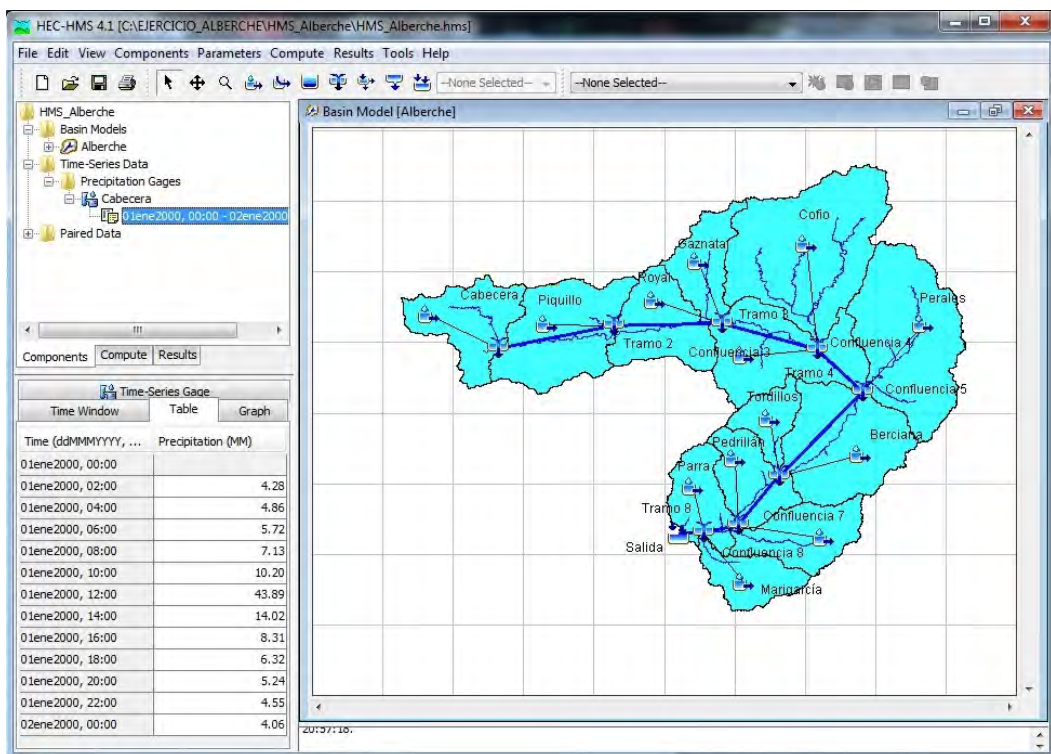 HEC-HMS 4.1 [C:\EJERCICIO_ALBERCHE\HMS_Alberche\HMS_Alberche.hms]
File Edit View Components Parameters Compute Results Tools Help
--None Selected-- --None Selected--
HMS_Alberche
Basin Models
Alberche
Time-Series Data
Precipitation Gages
Cabecera
01ene2000, 00:00 - 02ene2000
Paired Data
Components Compute Results
Time-Series Gage
Time Window Table Graph
Time (ddMMMYYYY, ... Precipitation (MM)
01ene2000, 00:00
01ene2000, 02:00 4.28
01ene2000, 04:00 4.86
01ene2000, 06:00 5.72
01ene2000, 08:00 7.13
01ene2000, 10:00 10.20
01ene2000, 12:00 43.89
01ene2000, 14:00 14.02
01ene2000, 16:00 8.31
01ene2000, 18:00 6.32
01ene2000, 20:00 5.24
01ene2000, 22:00 4.55
02ene2000, 00:00 4.06
Basin Model [Alberche]
Cofio
Gaznata
Royal
Cabecera
Piquillo
Perales
Tramo 3
Tramo 2
Confluencia 3
Confluencia 4
Tramo 4
Confluencia 5
Tordillos
Berciana
Pedrillán
Parra
Tramo 8
Confluencia 7
Salida
Confluencia 8
Marigarcía
20:57:18.